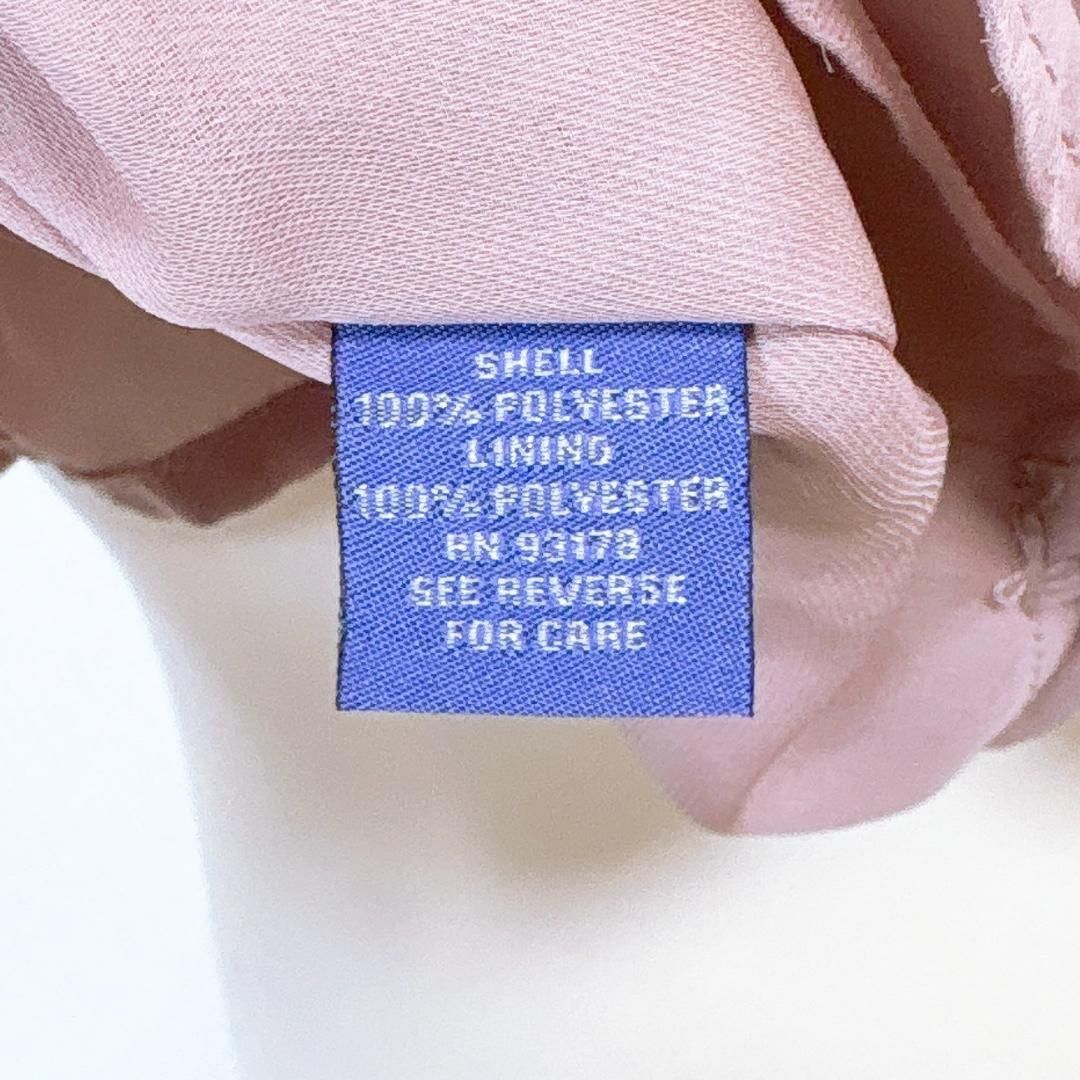 SHELL
100% POLYESTER
LINING
100% POLYESTER
RN 93178
SEE REVERSE
FOR CARE